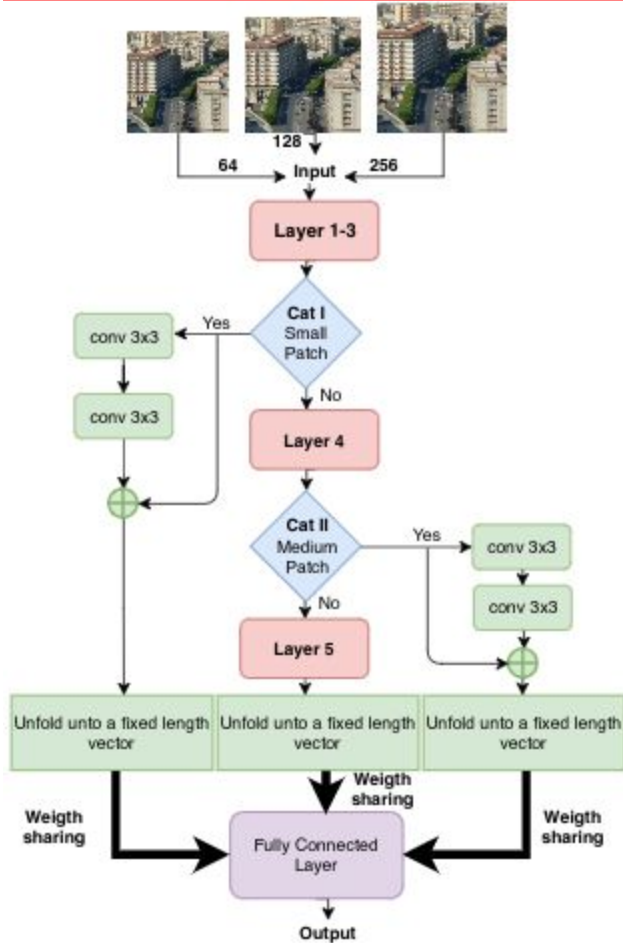 128
64
Input
256
Layer 1-3
Cat I
Small
Patch
Yes
conv 3x3
No
conv 3x3
Layer 4
Cat II
Medium
Patch
Yes
conv 3x3
No
conv 3x3
Layer 5
Unfold unto a fixed length
vector
Unfold unto a fixed length
vector
Unfold unto a fixed length
vector
Weigth
sharing
Weigth
sharing
Weigth
sharing
Fully Connected
Layer
Output